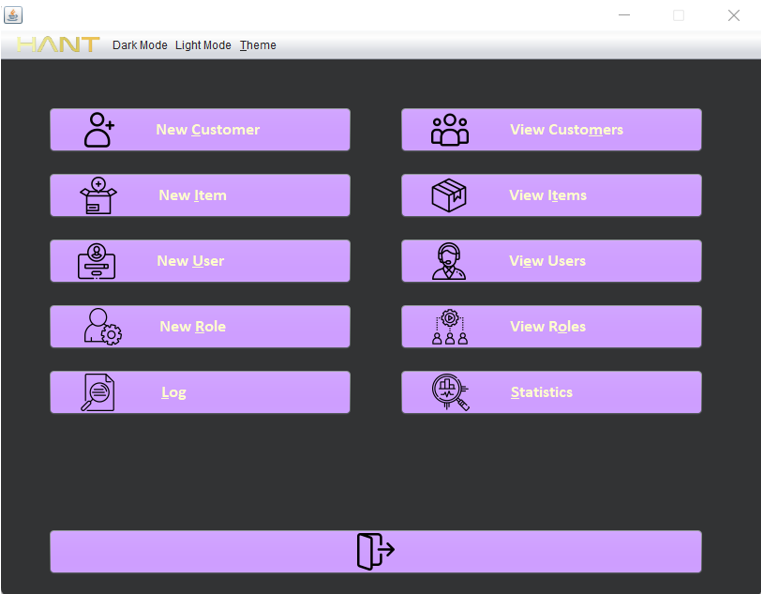 HANT Dark Mode Light Mode Theme
New Customer
View Customers
New Item
View Items
New User
View Users
New Role
View Roles
Log
Statistics